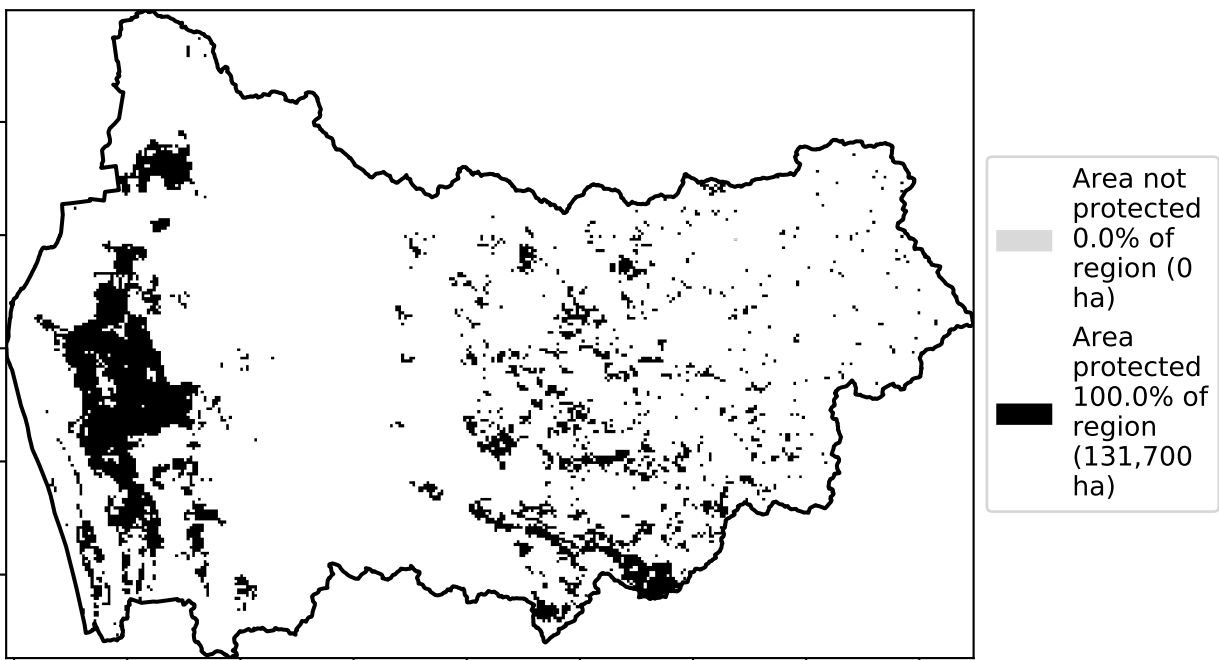 Area not
protected
0.0% of
region (0
ha)
Area
protected
100.0% of
region
(131,700
ha)